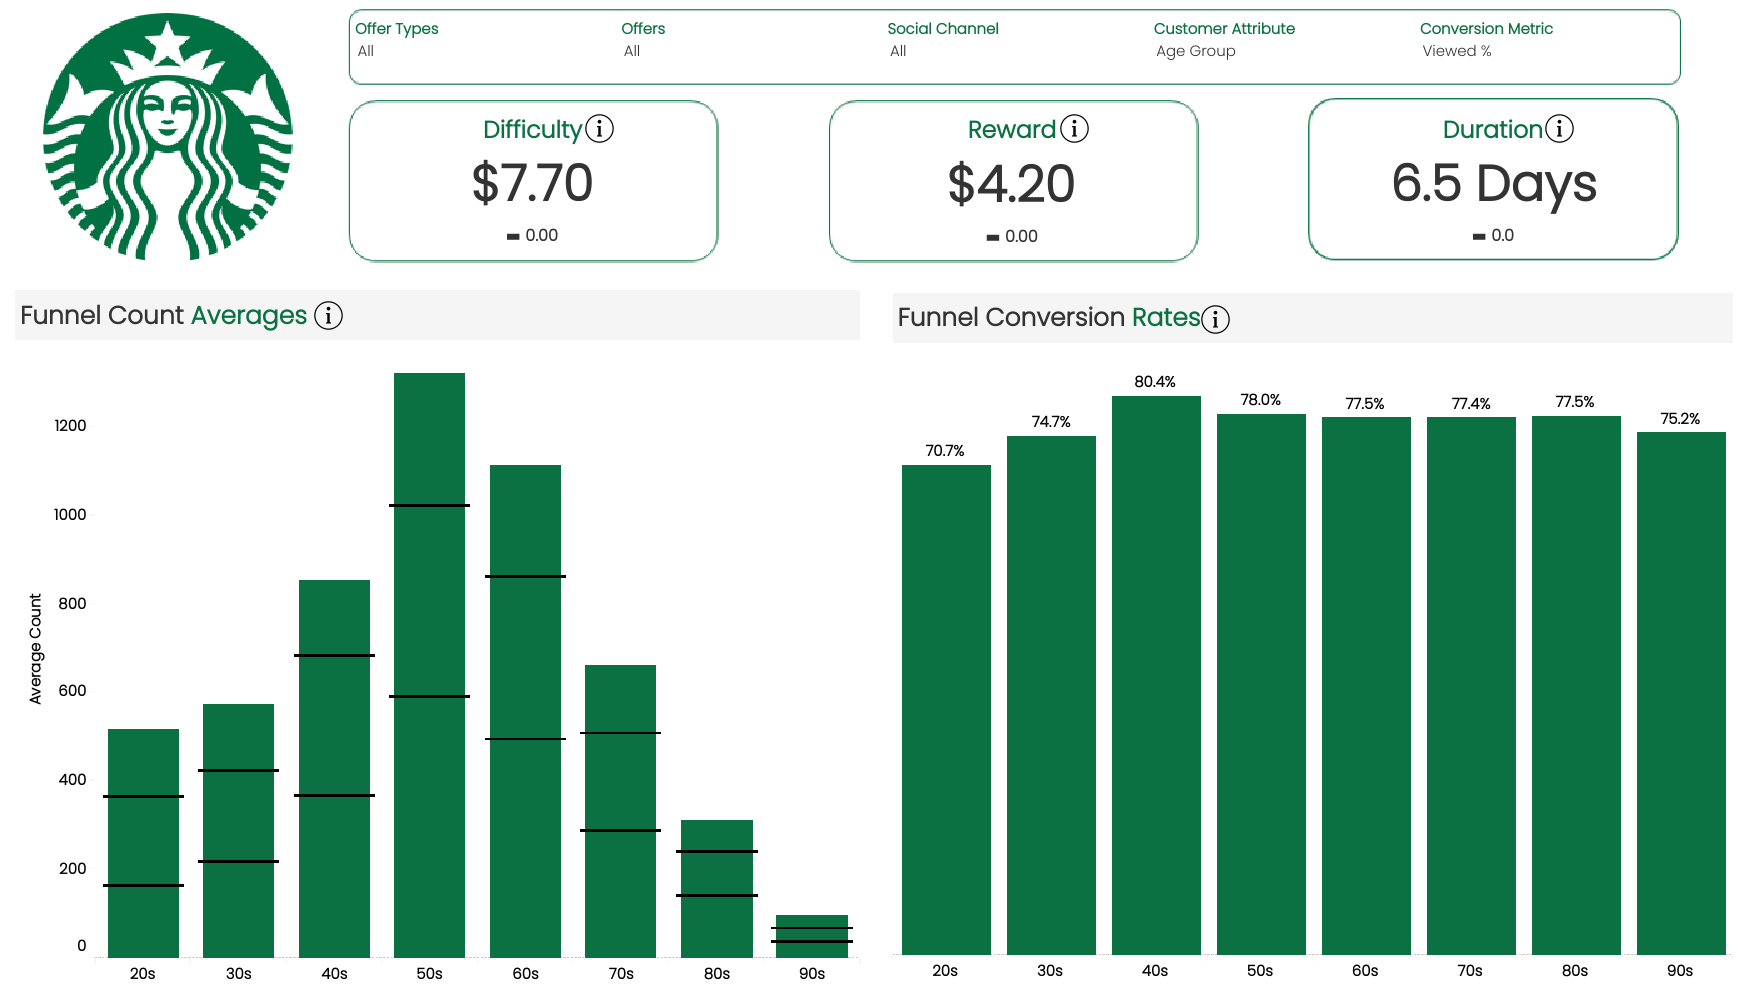 Offer Types
All
Offers
All
Social Channel
All
Customer Attribute
Age Group
Conversion Metric
Viewed %
Difficulty i
$7.70
0.00
Reward i
$4.20
0.00
Duration i
6.5 Days
0.0
Funnel Count Averages i
1200
1000
800
600
400
200
0
Average Count
20s 30s 40s 50s 60s 70s 80s 90s
Funnel Conversion Rates i
70.7% 74.7% 80.4% 78.0% 77.5% 77.4% 77.5% 75.2%
20s 30s 40s 50s 60s 70s 80s 90s